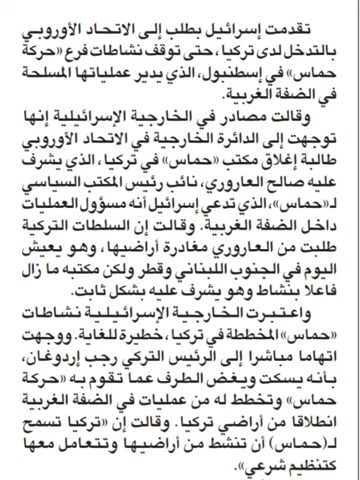 تقدمت إسرائيل بطلب إلى الاتحاد الأوروبي
بالتدخل لدى تركيا، حتى توقف نشاطات فرع «حركة
حماس» في إسطنبول، الذي يدير عملياتها المسلحة
في الضفة الغربية.
وقالت مصادر في الخارجية الإسرائيلية إنها
توجهت إلى الدائرة الخارجية في الاتحاد الأوروبي
طالبة إغلاق مكتب «حماس» في تركيا، الذي يشرف
عليه صالح العاروري، نائب رئيس المكتب السياسي
لـ«حماس»، الذي تدعي إسرائيل أنه مسؤول العمليات
داخل الضفة الغربية. وقالت إن السلطات التركية
طلبت من العاروري مغادرة أراضيها، وهو يعيش
اليوم في الجنوب اللبناني وقطر ولكن مكتبه ما زال
فاعلا بنشاط وهو يشرف عليه بشكل ثابت.
واعتبرت الخارجية الإسرائيلية نشاطات
«حماس» المخططة في تركيا، خطيرة للغاية. ووجهت
اتهاما مباشرا إلى الرئيس التركي رجب إردوغان،
بأنه يسكت ويغض الطرف عما تقوم به «حركة
حماس» وتخطط له من عمليات في الضفة الغربية
انطلاقا من أراضي تركيا. وقالت إن «تركيا تسمح
لـ(حماس) أن تنشط من أراضيها وتتعامل معها
كتنظيم شرعي».